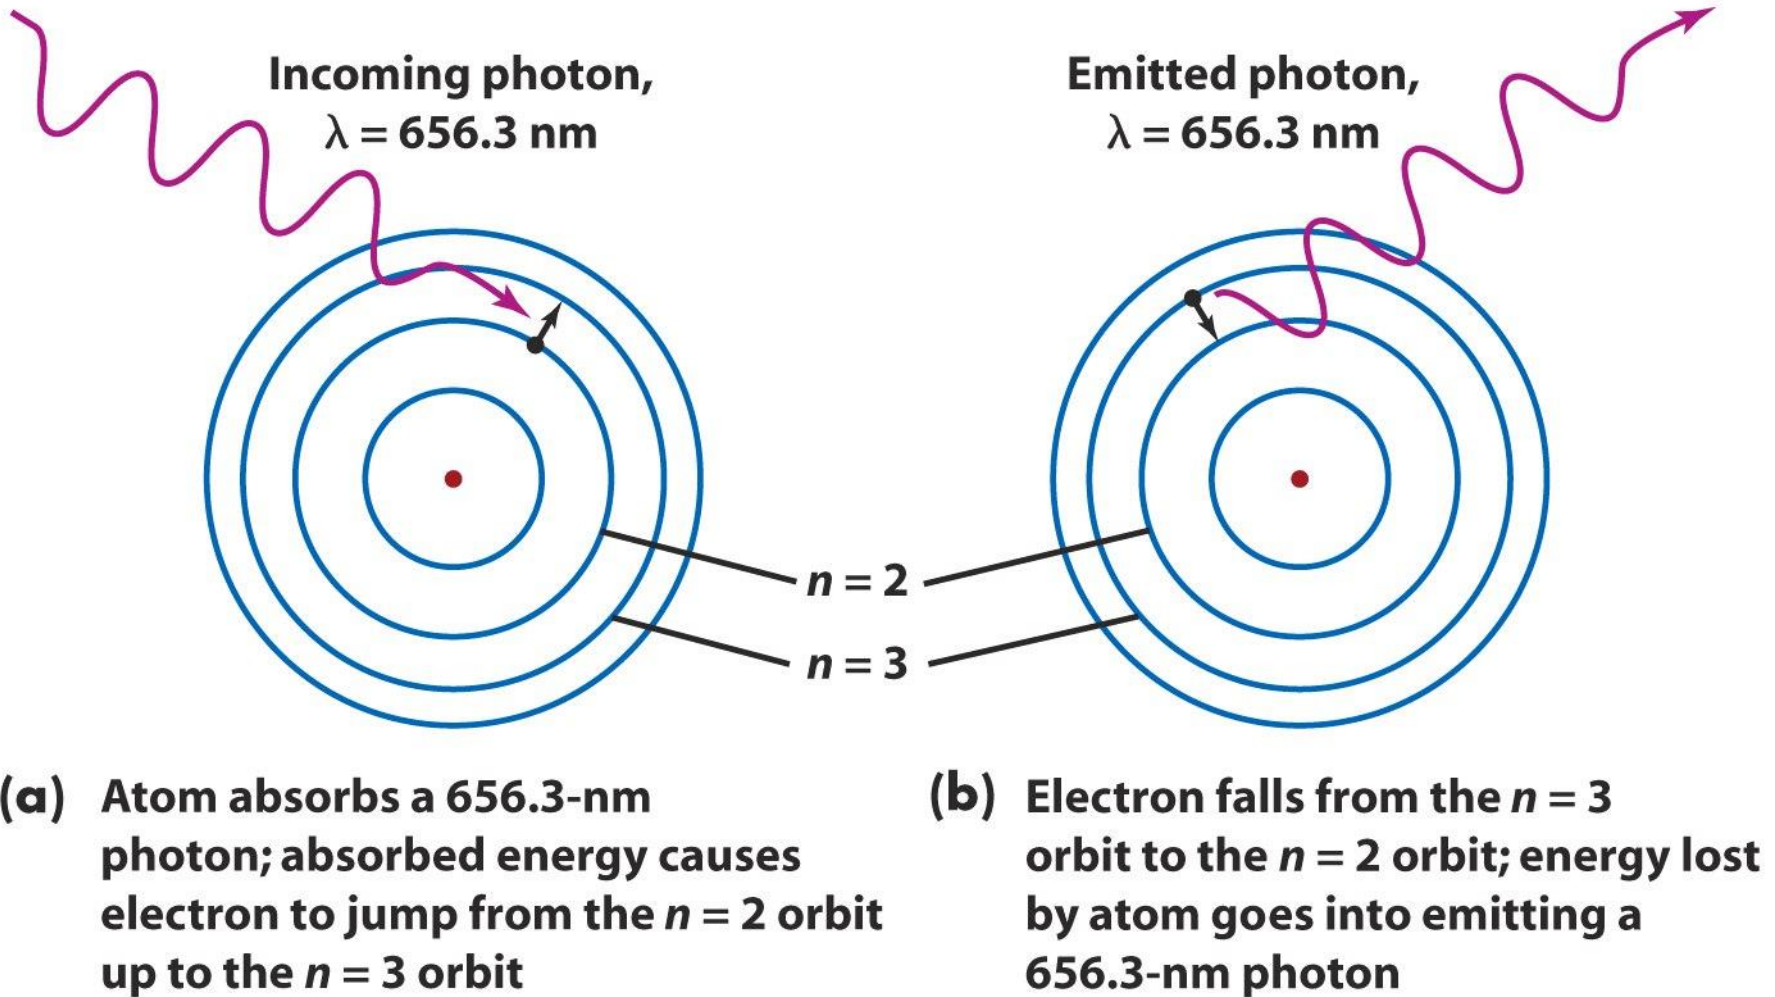 Incoming photon,
λ = 656.3 nm
Emitted photon,
λ = 656.3 nm
n = 2
n = 3
(a) Atom absorbs a 656.3-nm
photon; absorbed energy causes
electron to jump from the n = 2 orbit
up to the n = 3 orbit
(b) Electron falls from the n = 3
orbit to the n = 2 orbit; energy lost
by atom goes into emitting a
656.3-nm photon